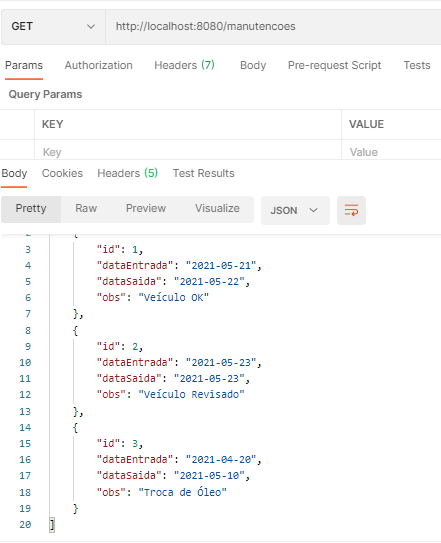 GET http://localhost:8080/manutencoes
Params Authorization Headers (7) Body Pre-request Script Tests
Query Params
KEY VALUE
Key Value
Body Cookies Headers (5) Test Results
Pretty Raw Preview Visualize JSON
2 {
3 "id": 1,
4 "dataEntrada": "2021-05-21",
5 "dataSaida": "2021-05-22",
6 "obs": "Veículo OK"
7 },
8 {
9 "id": 2,
10 "dataEntrada": "2021-05-23",
11 "dataSaida": "2021-05-23",
12 "obs": "Veículo Revisado"
13 },
14 {
15 "id": 3,
16 "dataEntrada": "2021-04-20",
17 "dataSaida": "2021-05-10",
18 "obs": "Troca de Óleo"
19 }
20 ]